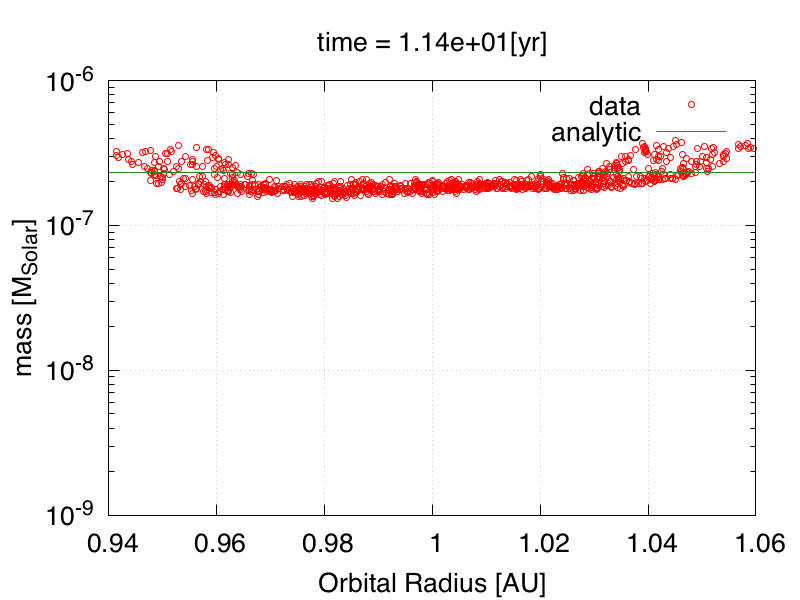 time = 1.14e+01[yr]
10^-6
data
analytic
10^-7
mass [M_Solar]
10^-8
10^-9
0.94 0.96 0.98 1 1.02 1.04 1.06
Orbital Radius [AU]